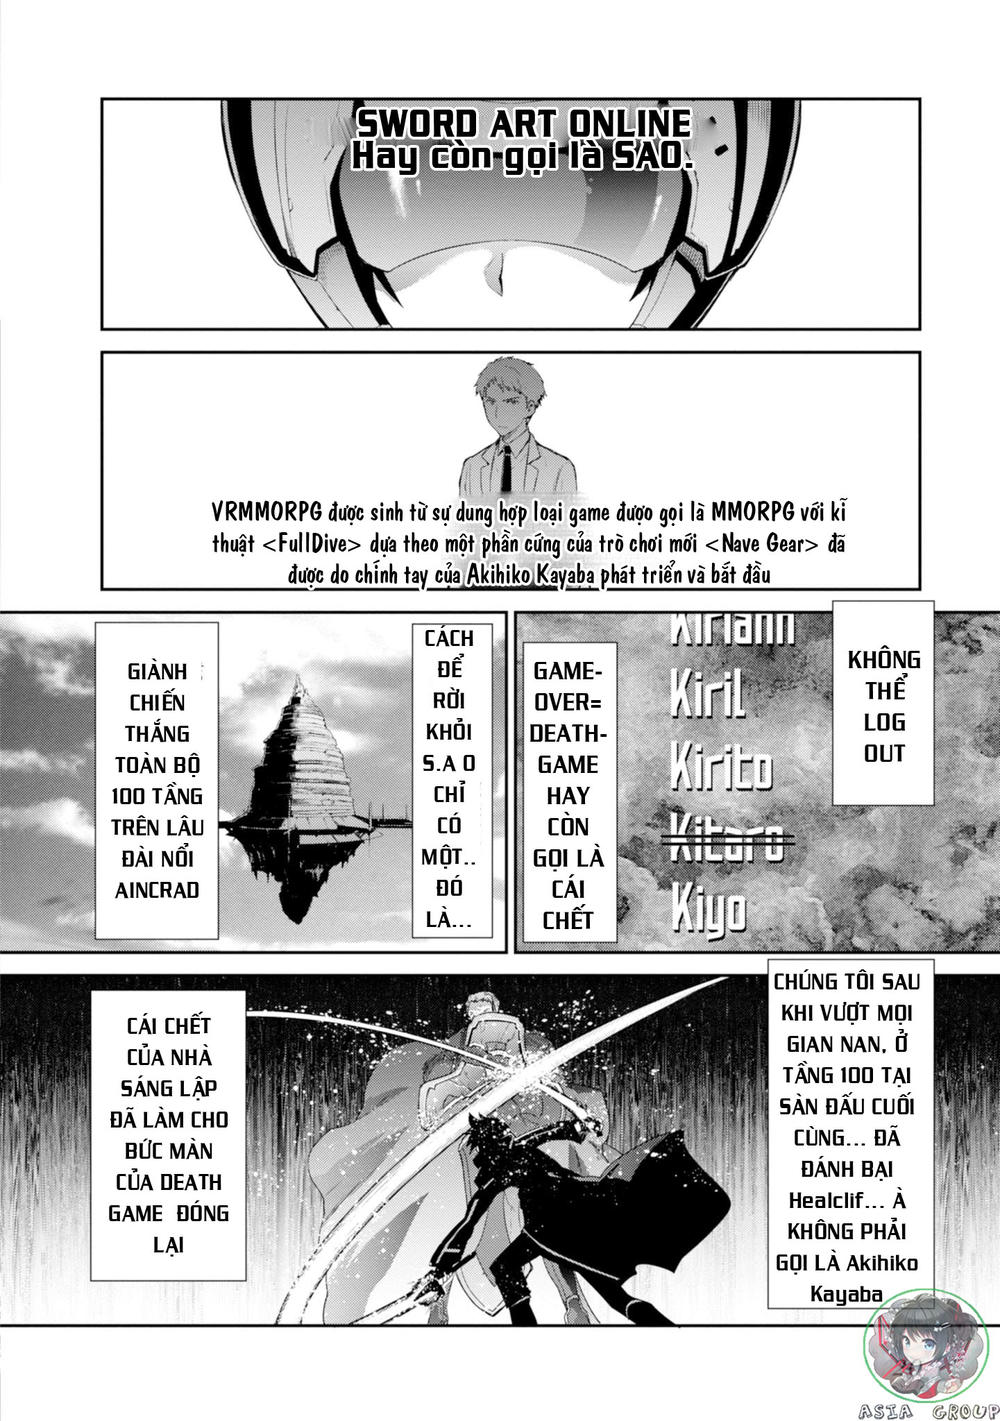 SWORD ART ONLINE
Hay còn gọi là SAO.
VRMMORPG được sinh từ sự dung hợp loại game được gọi là MMORPG với kĩ
thuật <FullDive> dựa theo một phần cứng của trò chơi mới <Nave Gear> đã
được do chính tay của Akihiko Kayaba phát triển và bắt đầu
KHÔNG
THỂ
LOG
OUT
Kiriann
Kiril
Kirito
Kitaro
Kiyo
GAME-
OVER=
DEATH-
GAME
HAY
CÒN
GỌI LÀ
CÁI
CHẾT
CÁCH
ĐỂ
RỜI
KHỎI
S.A O
CHỈ
CÓ
MỘT..
ĐÓ
LÀ...
GIÀNH
CHIẾN
THẮNG
TOÀN BỘ
100 TẦNG
TRÊN LÂU
ĐÀI NỔI
AINCRAD
CHÚNG TÔI SAU
KHI VƯỢT MỌI
GIAN NAN, Ở
TẦNG 100 TẠI
SÀN ĐẤU CUỐI
CÙNG... ĐÃ
ĐÁNH BẠI
Healclif... À
KHÔNG PHẢI
GỌI LÀ Akihiko
Kayaba
CÁI CHẾT
CỦA NHÀ
SÁNG LẬP
ĐÃ LÀM CHO
BỨC MÀN
CỦA DEATH
GAME ĐÓNG
LẠI
ASIA GROUP